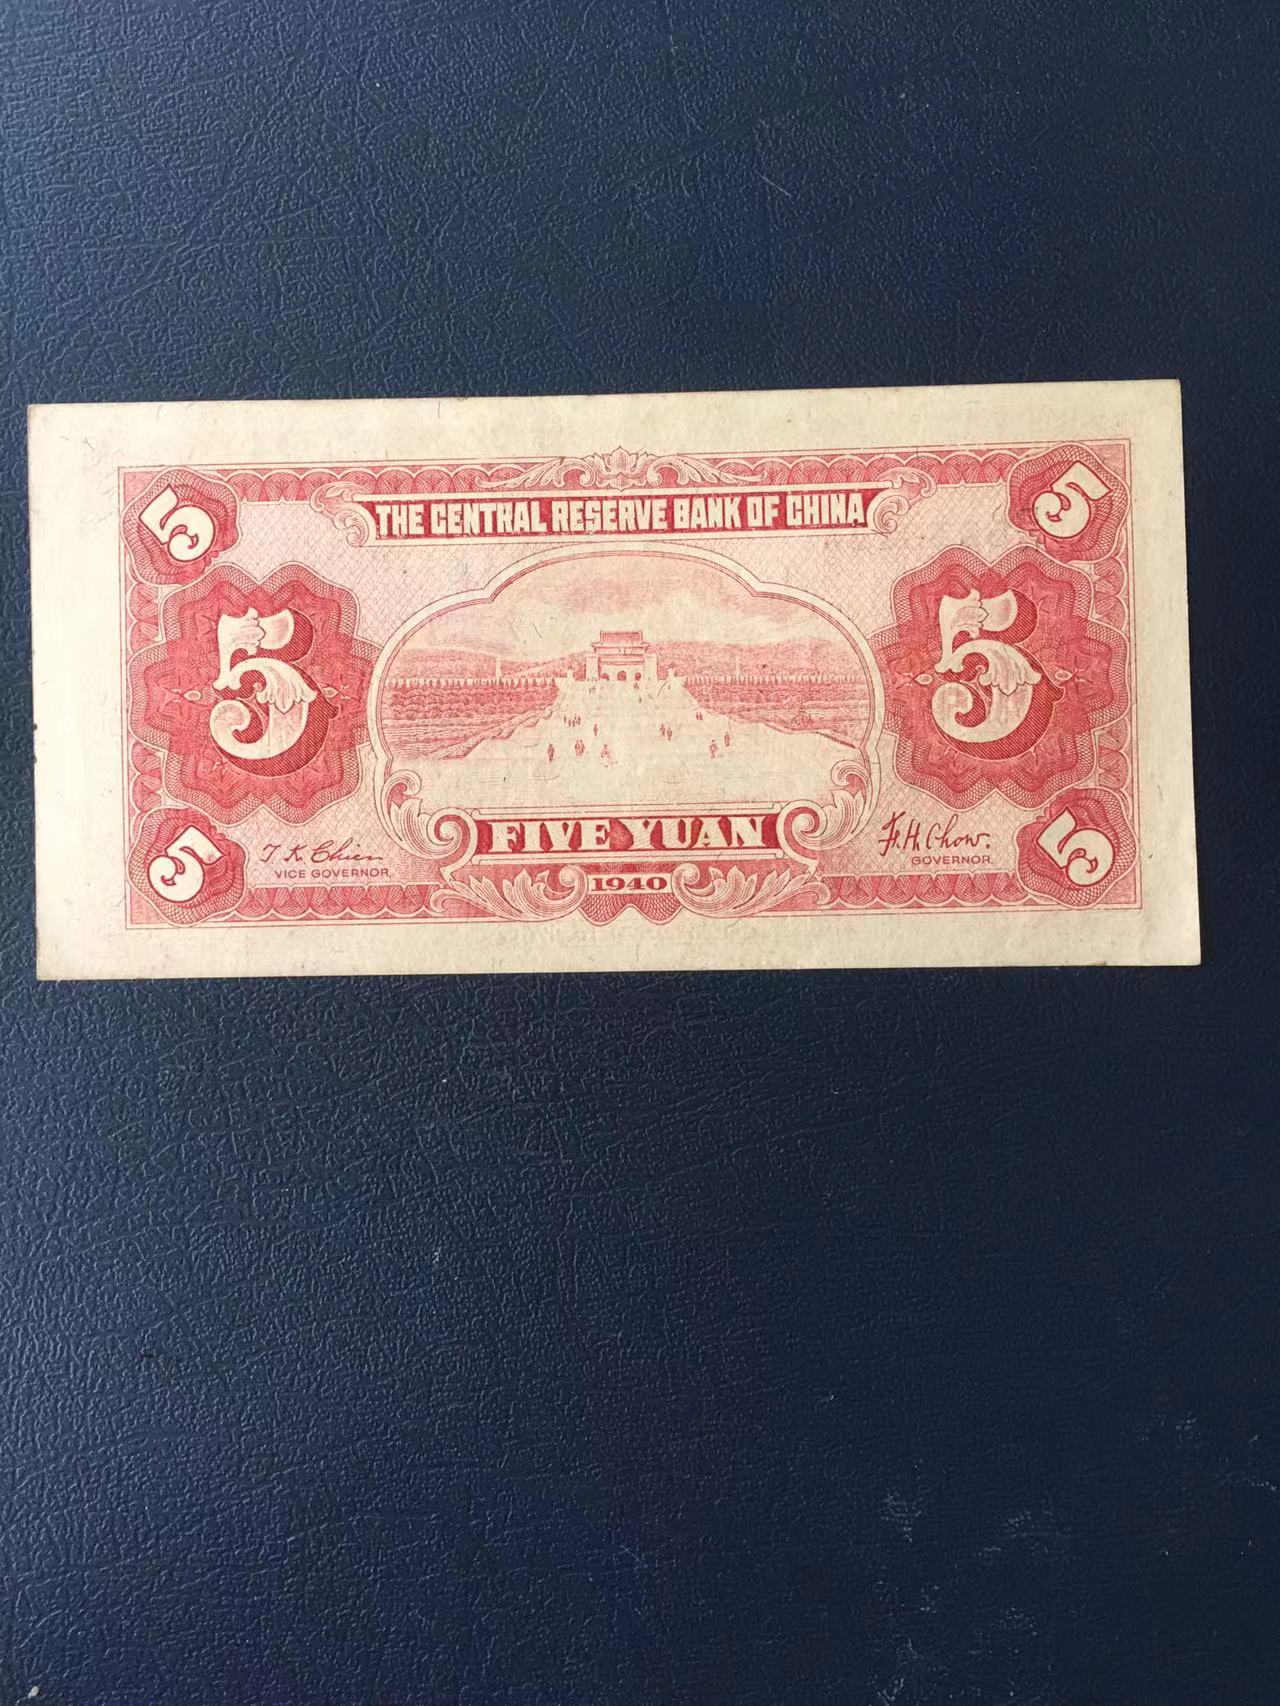 5 5
THE CENTRAL RESERVE BANK OF CHINA
5 5
FIVE YUAN
5 5
T. K. Chien F. H. Chow.
VICE GOVERNOR, GOVERNOR,
1940